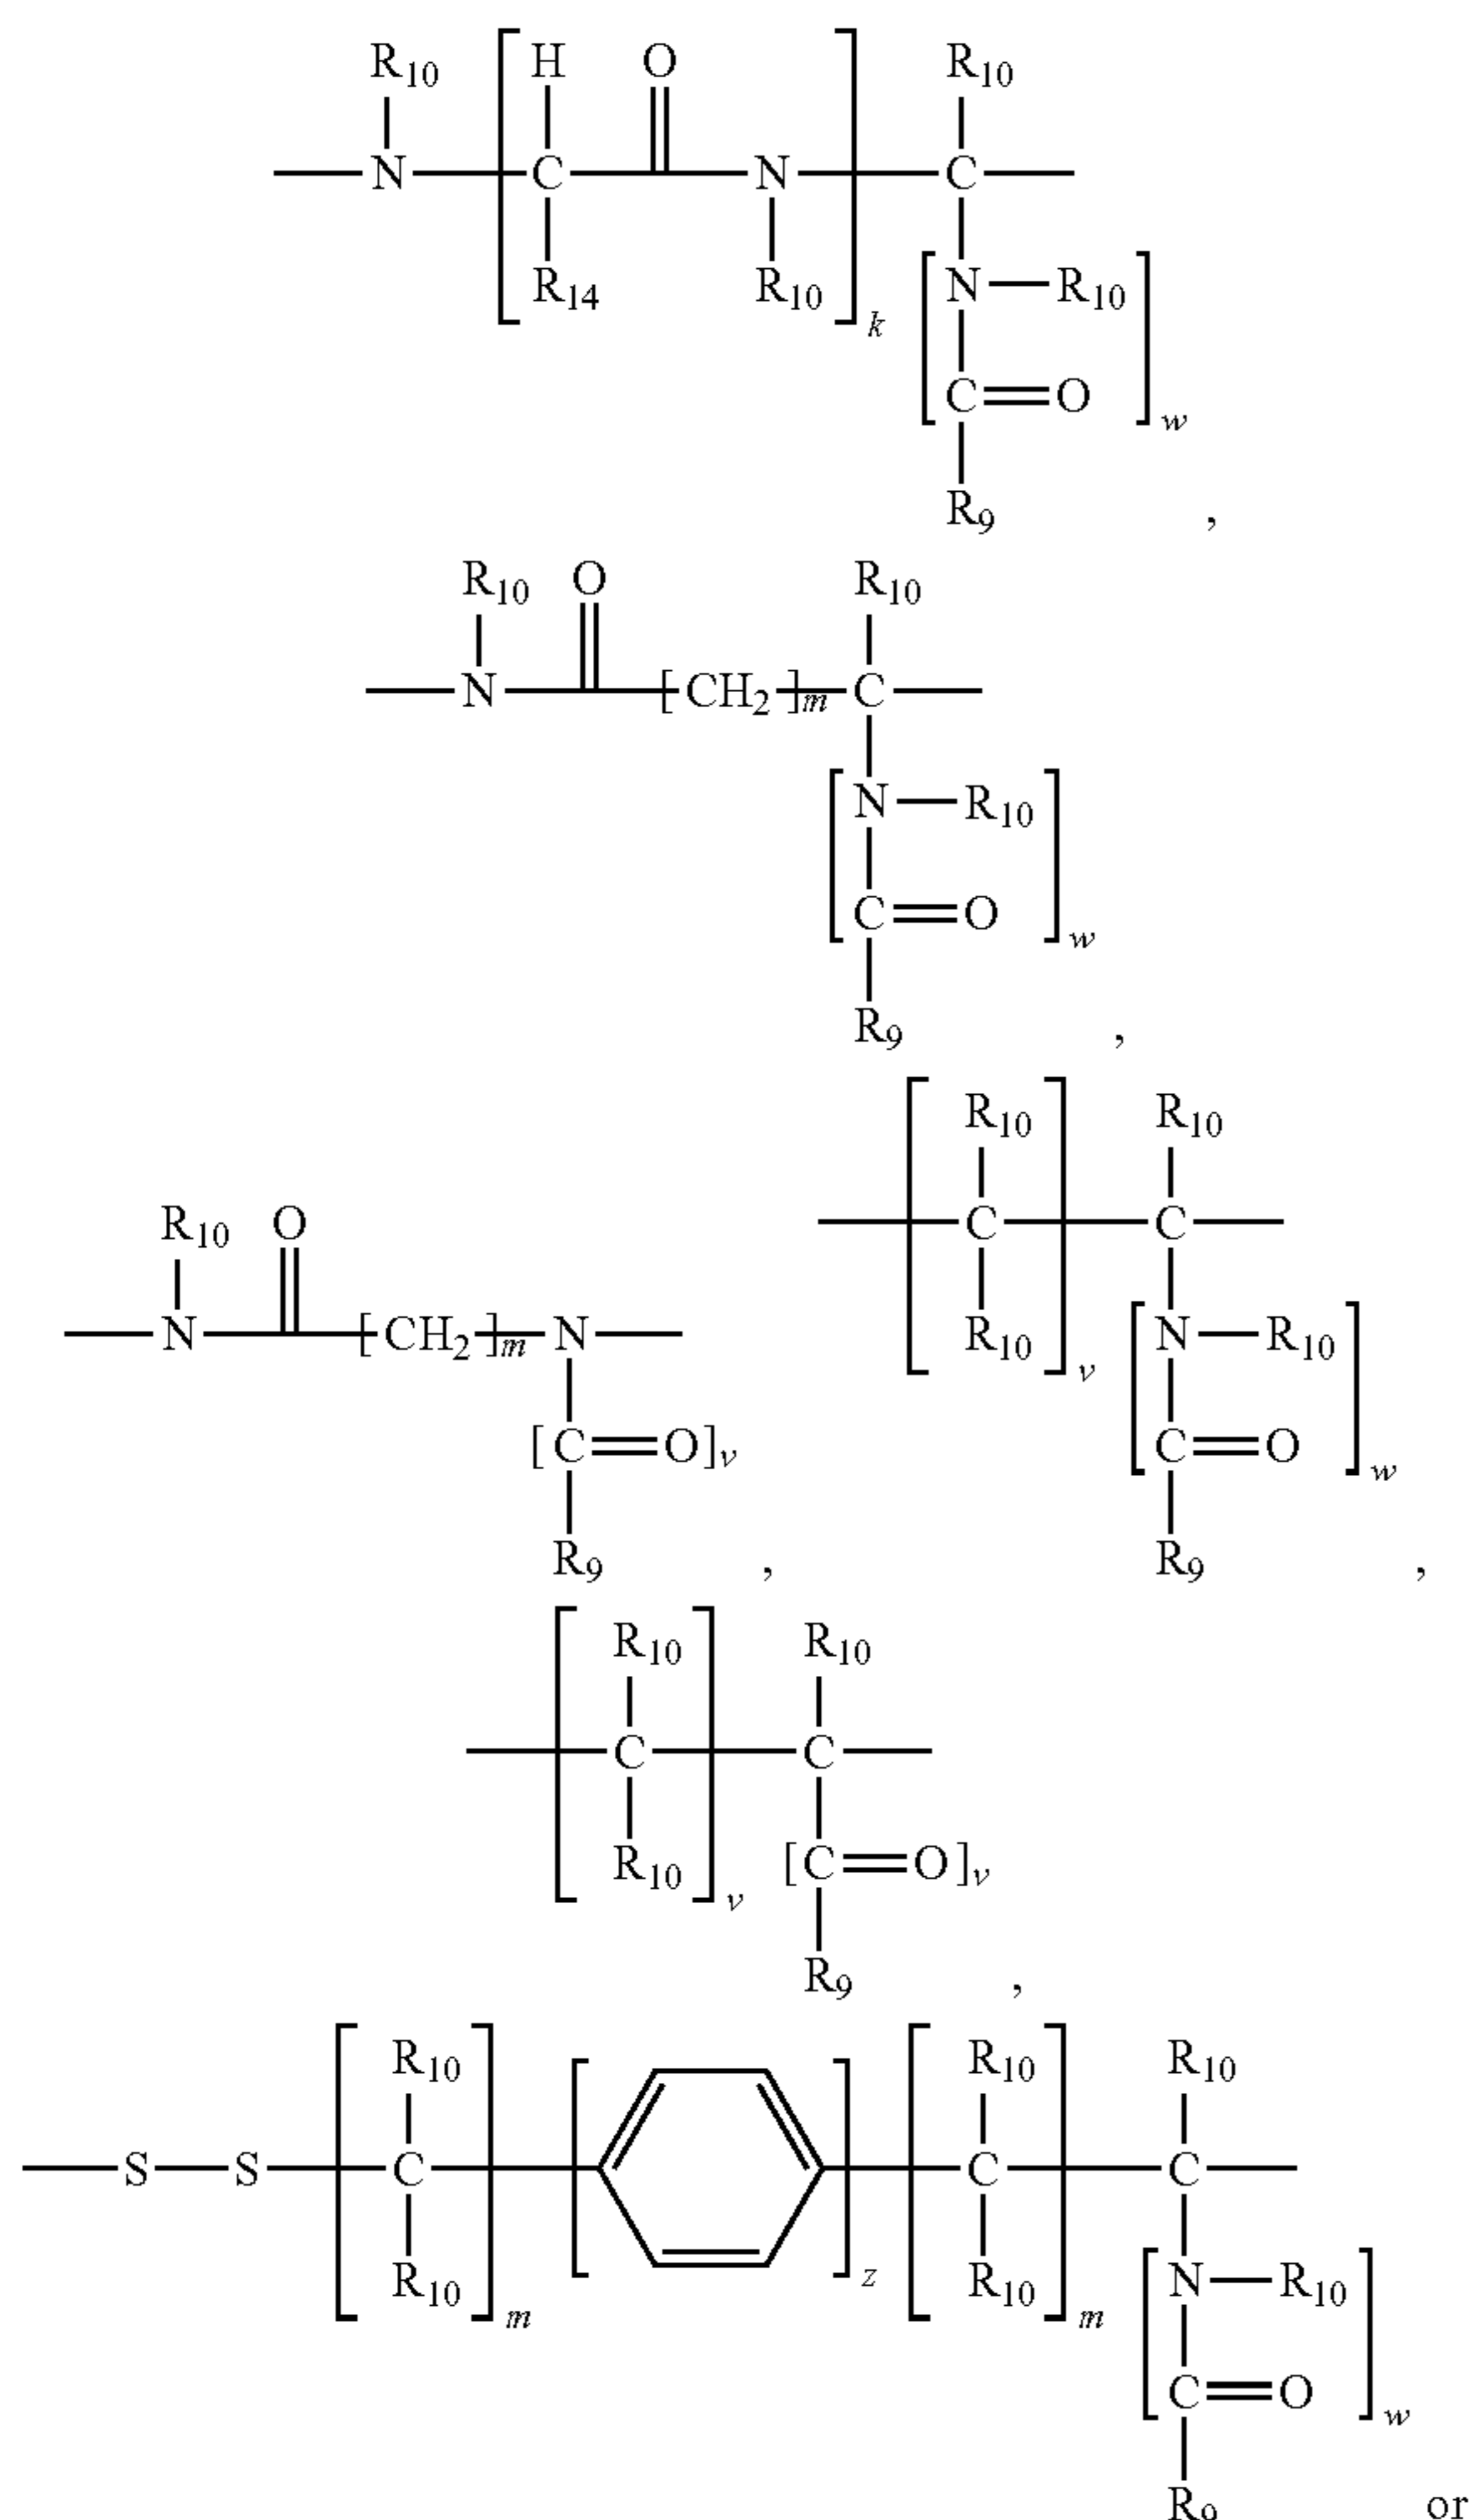 R10 H O R10
N C N C
R14 R10 k N R10
C O w
R9 ,
R10 O R10
N [CH2]m C
N R10
C O w
R9 ,
R10 R10
R10 O C C
N [CH2]m N R10 v N R10
[C O]v C O w
R9 , R9 ,
R10 R10
C C
R10 v [C O]v
R9 ,
R10 R10 R10
S S C C C
R10 m z R10 m N R10
C O w
R9 or